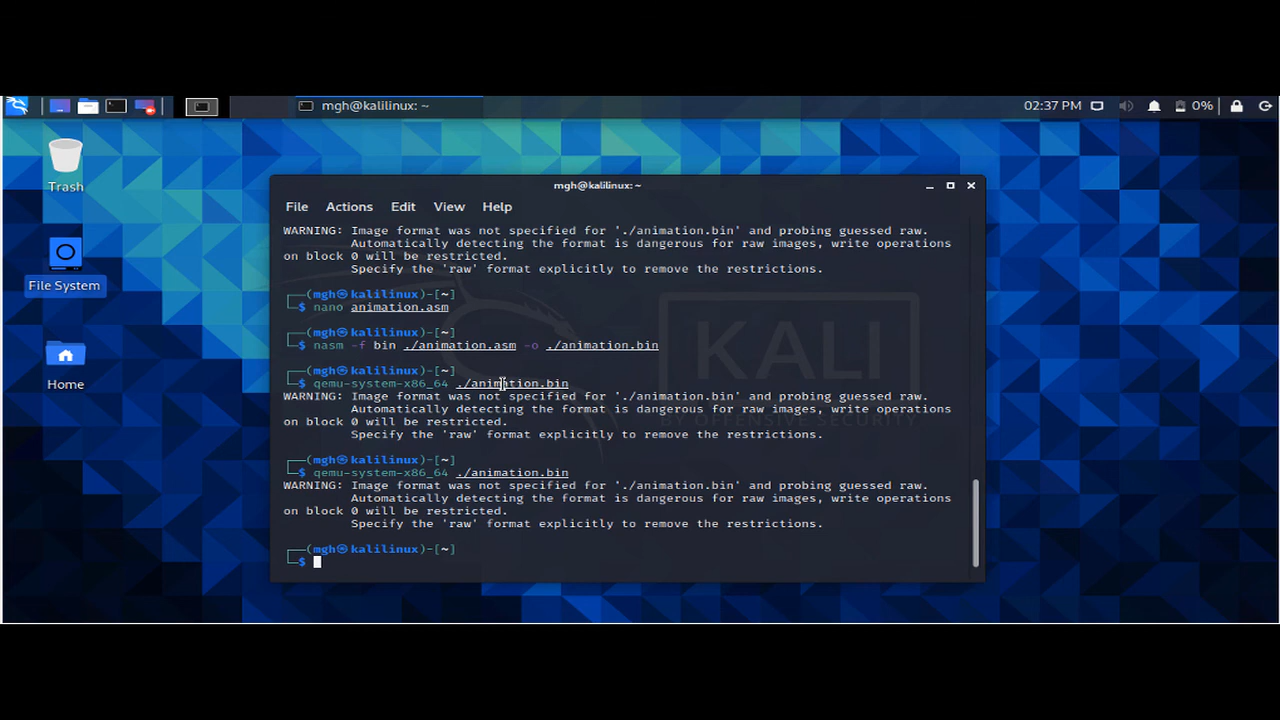 mgh@kalilinux: ~
02:37 PM
0%
Trash
File System
Home
mgh@kalilinux: ~
File Actions Edit View Help
WARNING: Image format was not specified for './animation.bin' and probing guessed raw.
Automatically detecting the format is dangerous for raw images, write operations
on block 0 will be restricted.
Specify the 'raw' format explicitly to remove the restrictions.
┌──(mgh㉿kalilinux)-[~]
└─$ nano animation.asm
┌──(mgh㉿kalilinux)-[~]
└─$ nasm -f bin ./animation.asm -o ./animation.bin
┌──(mgh㉿kalilinux)-[~]
└─$ qemu-system-x86_64 ./animation.bin
WARNING: Image format was not specified for './animation.bin' and probing guessed raw.
Automatically detecting the format is dangerous for raw images, write operations
on block 0 will be restricted.
Specify the 'raw' format explicitly to remove the restrictions.
┌──(mgh㉿kalilinux)-[~]
└─$ qemu-system-x86_64 ./animation.bin
WARNING: Image format was not specified for './animation.bin' and probing guessed raw.
Automatically detecting the format is dangerous for raw images, write operations
on block 0 will be restricted.
Specify the 'raw' format explicitly to remove the restrictions.
┌──(mgh㉿kalilinux)-[~]
└─$
KALI
BY OFFENSIVE SECURITY